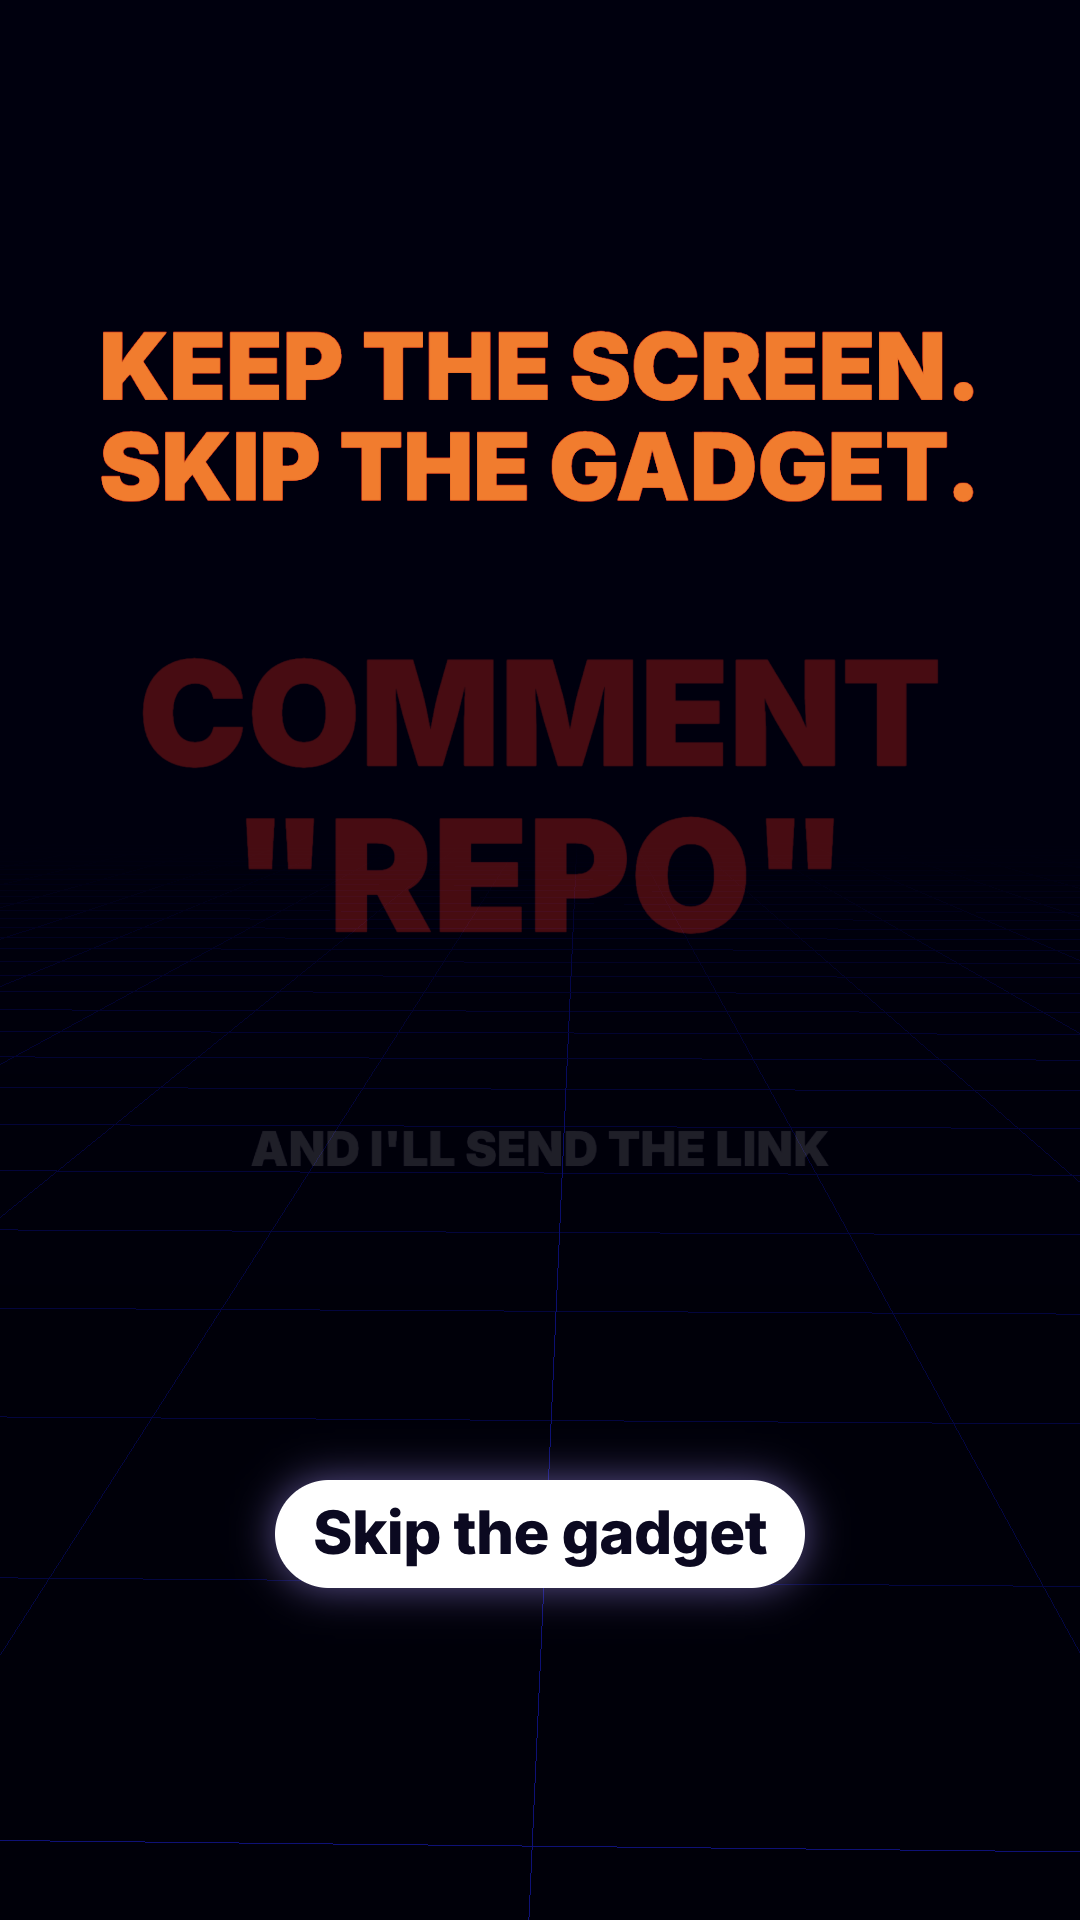 KEEP THE SCREEN.
SKIP THE GADGET.
COMMENT
"REPO"
AND I'LL SEND THE LINK
Skip the gadget